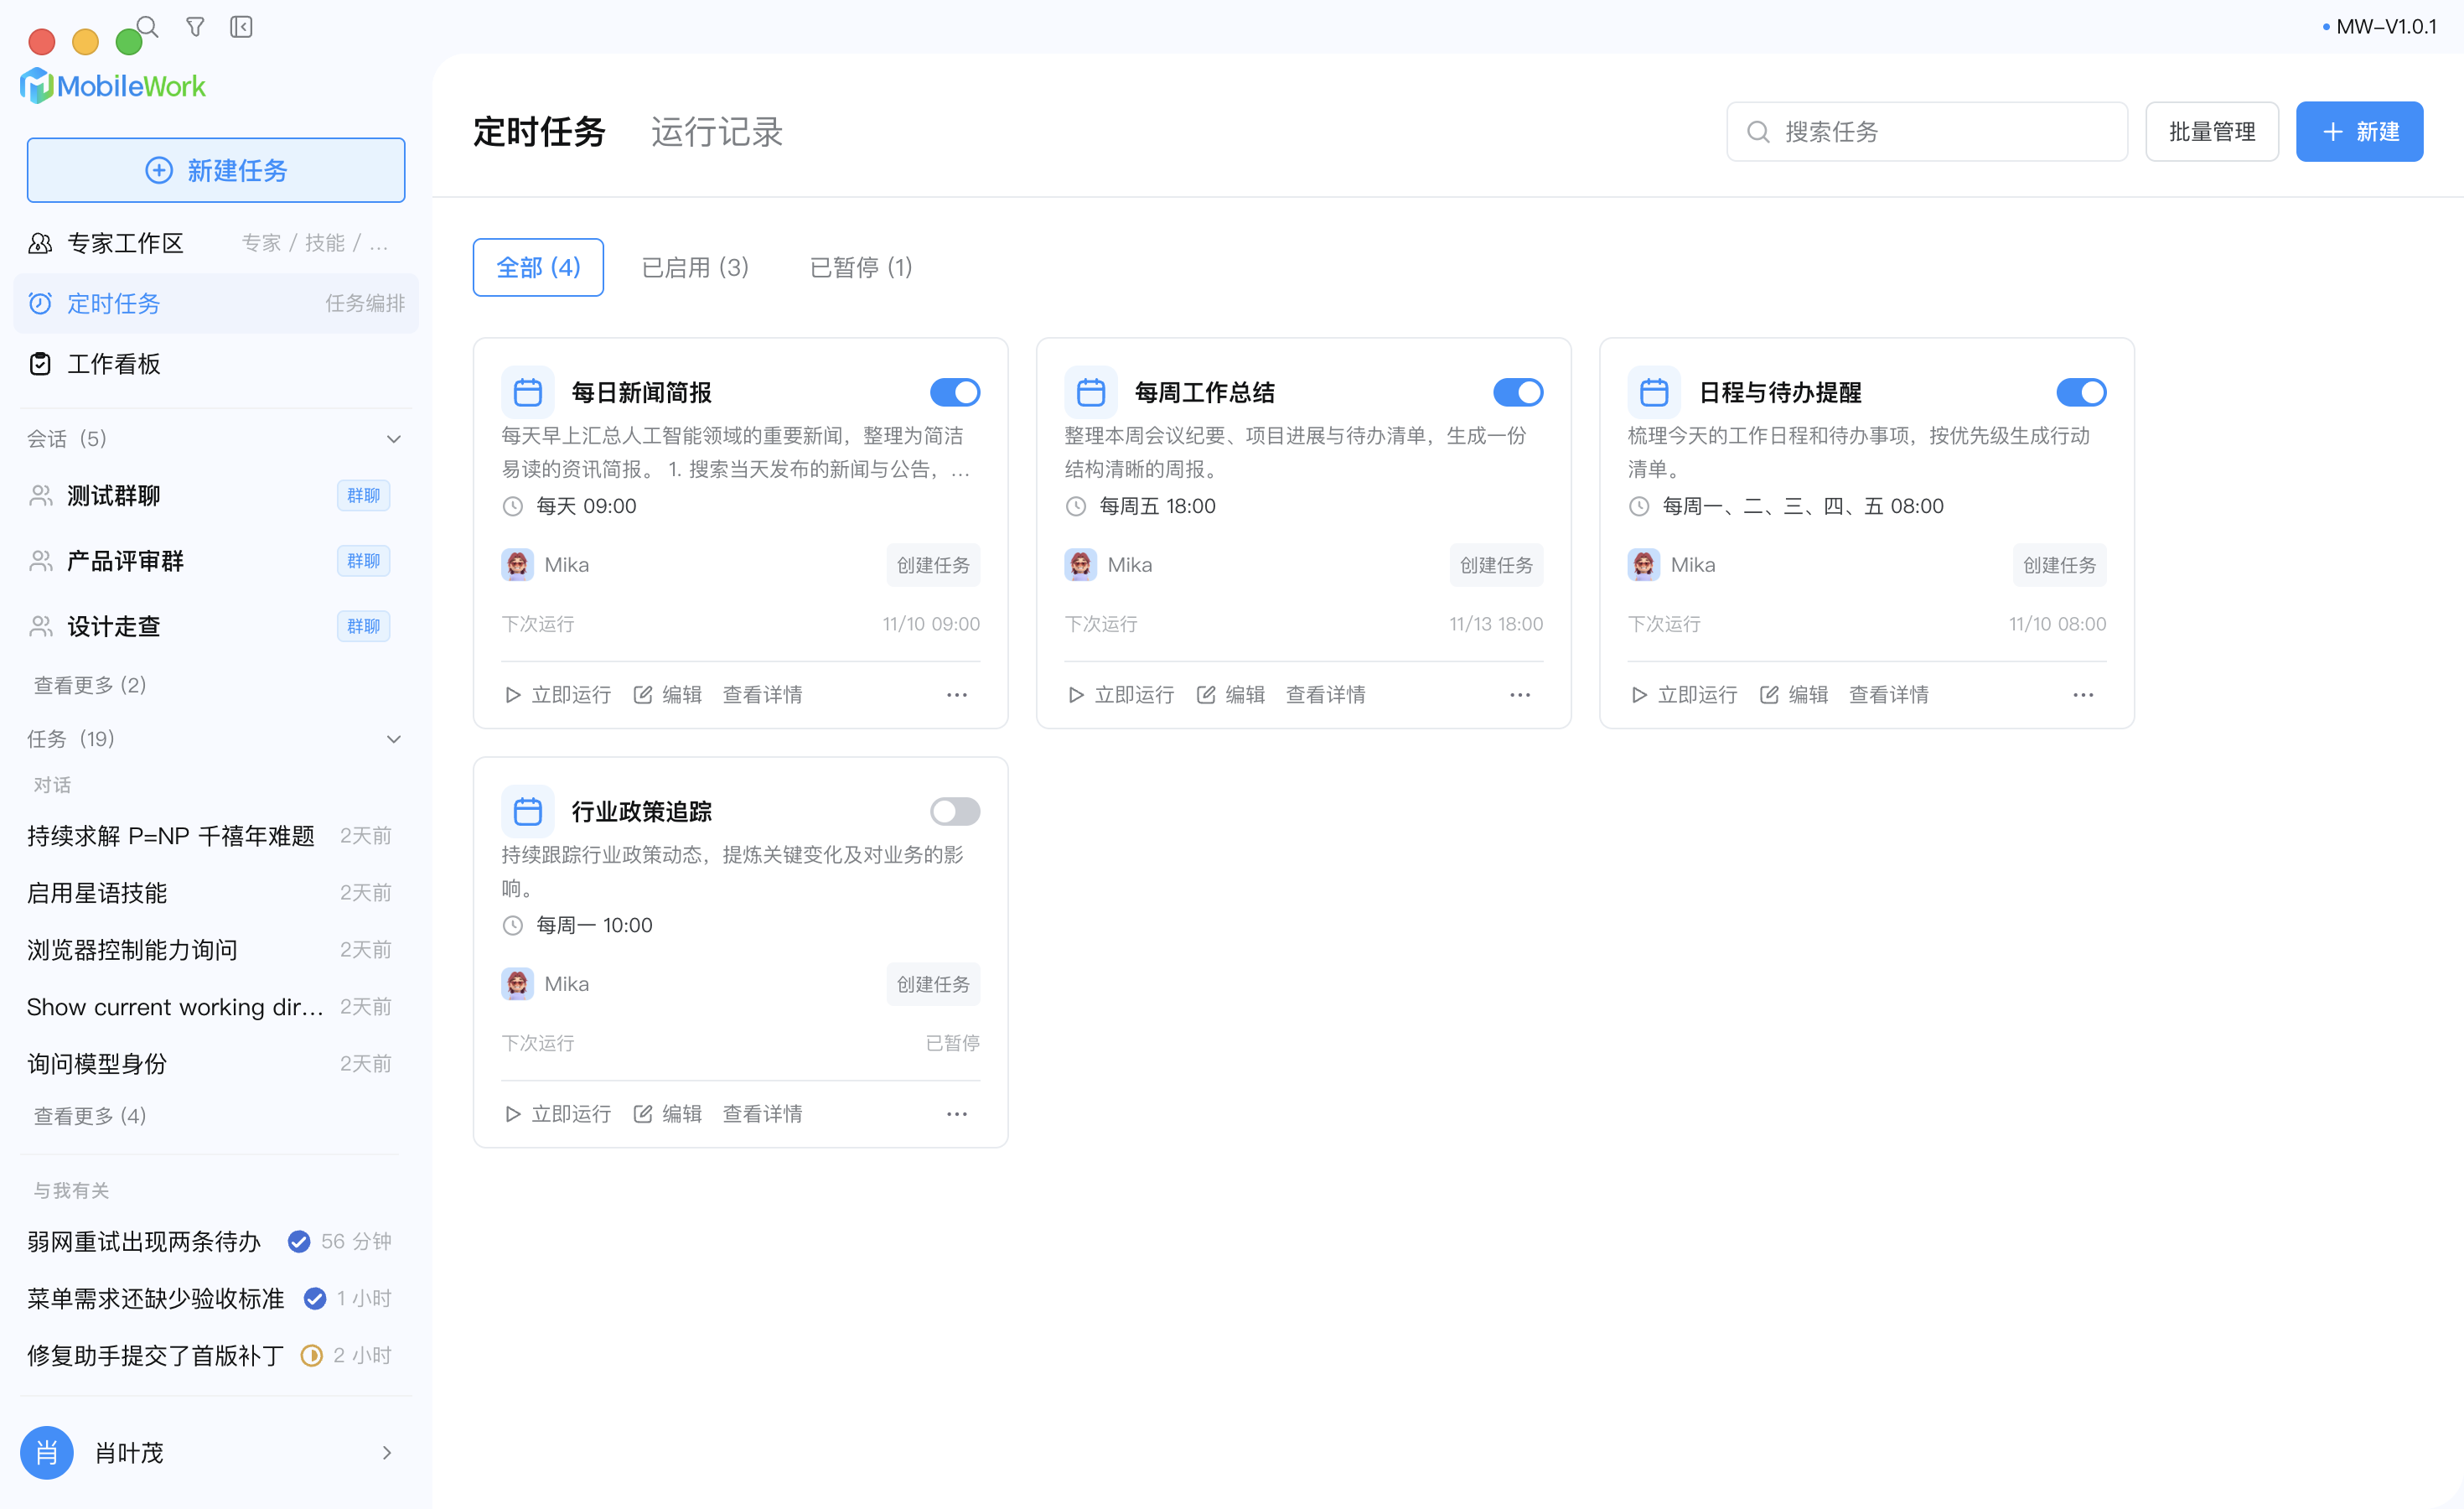 MW-V1.0.1
MobileWork
新建任务
专家工作区 专家 / 技能 / ...
定时任务 任务编排
工作看板
会话 (5)
测试群聊 群聊
产品评审群 群聊
设计走查 群聊
查看更多 (2)
任务 (19)
对话
持续求解 P=NP 千禧年难题 2天前
启用星语技能 2天前
浏览器控制能力询问 2天前
Show current working dir... 2天前
询问模型身份 2天前
查看更多 (4)
与我有关
弱网重试出现两条待办 56 分钟
菜单需求还缺少验收标准 1 小时
修复助手提交了首版补丁 2 小时
肖 肖叶茂
定时任务 运行记录
搜索任务 批量管理 新建
全部 (4) 已启用 (3) 已暂停 (1)
每日新闻简报
每天早上汇总人工智能领域的重要新闻，整理为简洁
易读的资讯简报。 1. 搜索当天发布的新闻与公告，...
每天 09:00
Mika 创建任务
下次运行 11/10 09:00
立即运行 编辑 查看详情
每周工作总结
整理本周会议纪要、项目进展与待办清单，生成一份
结构清晰的周报。
每周五 18:00
Mika 创建任务
下次运行 11/13 18:00
立即运行 编辑 查看详情
日程与待办提醒
梳理今天的工作日程和待办事项，按优先级生成行动
清单。
每周一、二、三、四、五 08:00
Mika 创建任务
下次运行 11/10 08:00
立即运行 编辑 查看详情
行业政策追踪
持续跟踪行业政策动态，提炼关键变化及对业务的影
响。
每周一 10:00
Mika 创建任务
下次运行 已暂停
立即运行 编辑 查看详情